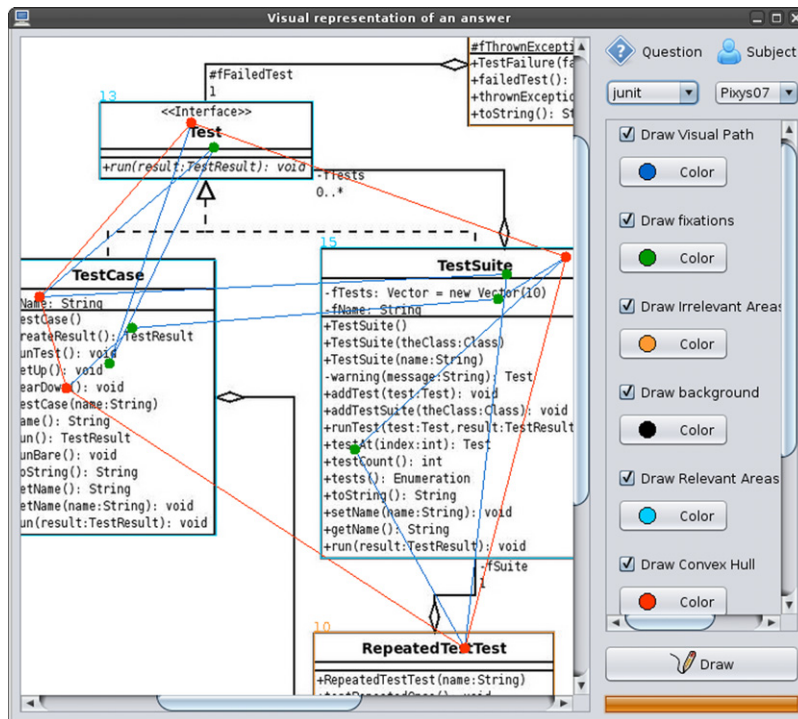 Visual representation of an answer
#fThrownExcepti
+TestFailure(fa
+failedTest():
+thrownException
+toString(): St
#fFailedTest
1
13
<<Interface>>
Test
+run(result:TestResult): void
-fTests
0..*
TestCase
Name: String
estCase()
reateResult(): TestResult
unTest(): void
etUp(): void
earDown(): void
estCase(name:String)
ame(): String
un(): TestResult
unBare(): void
oString(): String
etName(): String
etName(name:String): void
un(result:TestResult): void
15
TestSuite
-fTests: Vector = new Vector(10)
-fName: String
+TestSuite()
+TestSuite(theClass:Class)
+TestSuite(name:String)
-warning(message:String): Test
+addTest(test:Test): void
+addTestSuite(theClass:Class): void
+runTest(test:Test,result:TestResult
+testAt(index:int): Test
+testCount(): int
+tests(): Enumeration
+toString(): String
+setName(name:String): void
+getName(): String
+run(result:TestResult): void
-fSuite
1
10
RepeatedTestTest
+RepeatedTestTest(name:String)
+testRepeatedOnce(): void
Question
Subject
junit
Pixys07
Draw Visual Path
Color
Draw fixations
Color
Draw Irrelevant Areas
Color
Draw background
Color
Draw Relevant Areas
Color
Draw Convex Hull
Color
Draw